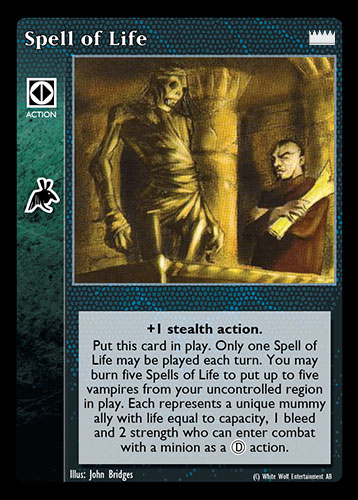 Spell of Life
ACTION
+1 stealth action.
Put this card in play. Only one Spell of
Life may be played each turn. You may
burn five Spells of Life to put up to five
vampires from your uncontrolled region
in play. Each represents a unique mummy
ally with life equal to capacity, 1 bleed
and 2 strength who can enter combat
with a minion as a Ⓓ action.
Illus: John Bridges
(C) White Wolf Entertainment AB